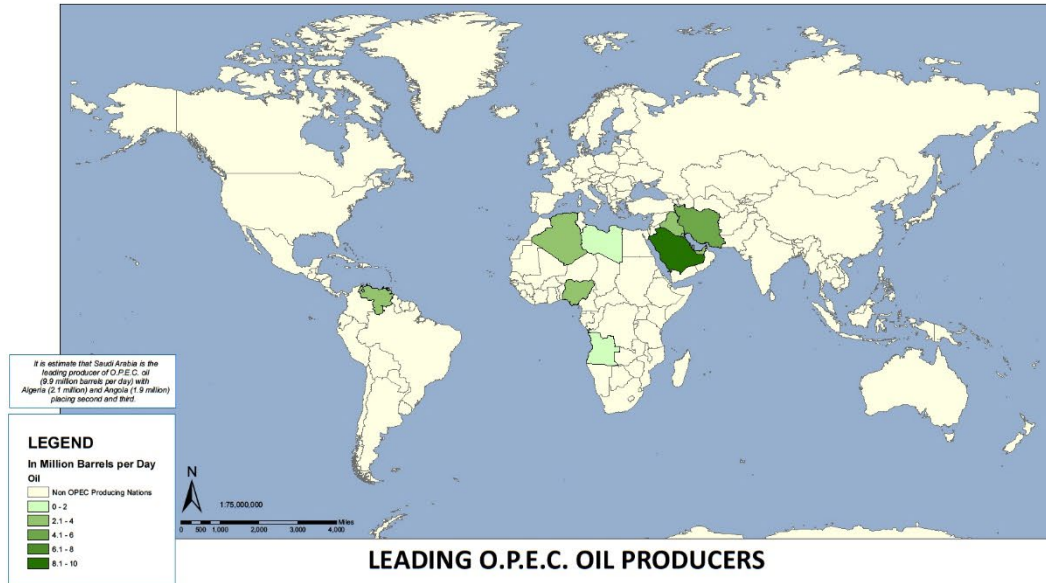 It is estimate that Saudi Arabia is the
leading producer of O.P.E.C. oil
(9.9 million barrels per day) with
Algeria (2.1 million) and Angola (1.9 million)
placing second and third.
LEGEND
In Million Barrels per Day
Oil
Non OPEC Producing Nations
0 - 2
2.1 - 4
4.1 - 6
6.1 - 8
8.1 - 10
N
1:75,000,000
Miles
0 500 1,000 2,000 3,000 4,000
LEADING O.P.E.C. OIL PRODUCERS